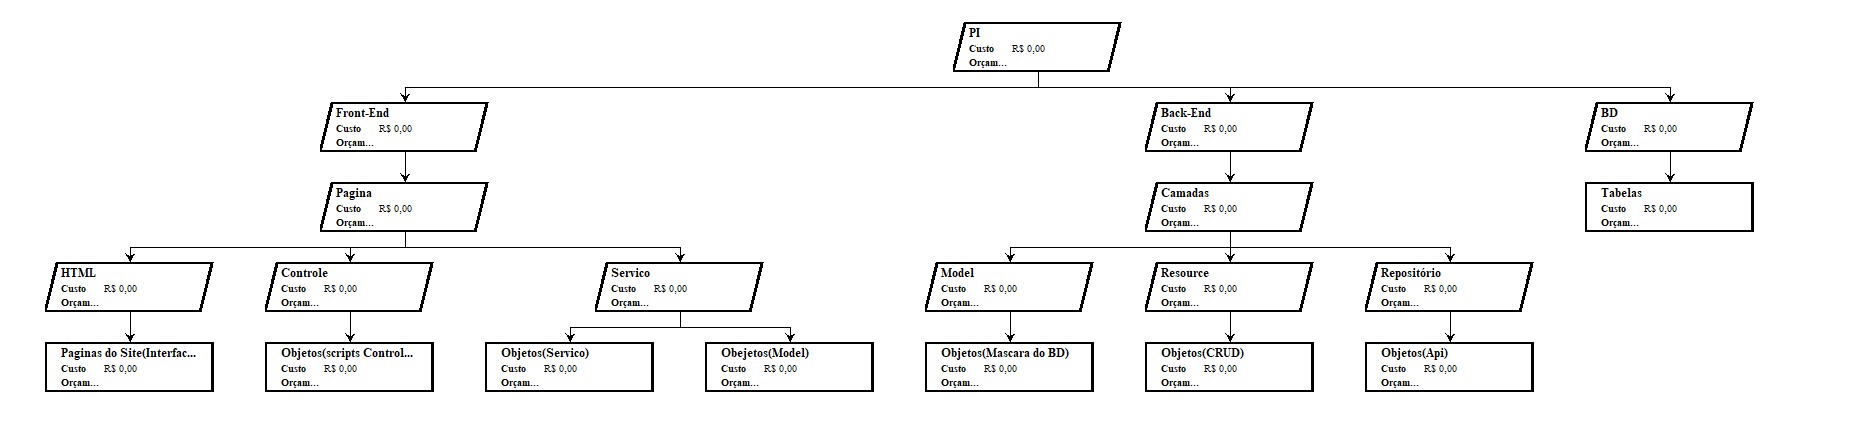 PI
Custo R$ 0,00
Orçam...
Front-End
Custo R$ 0,00
Orçam...
Back-End
Custo R$ 0,00
Orçam...
BD
Custo R$ 0,00
Orçam...
Pagina
Custo R$ 0,00
Orçam...
Camadas
Custo R$ 0,00
Orçam...
Tabelas
Custo R$ 0,00
Orçam...
HTML
Custo R$ 0,00
Orçam...
Controle
Custo R$ 0,00
Orçam...
Servico
Custo R$ 0,00
Orçam...
Model
Custo R$ 0,00
Orçam...
Resource
Custo R$ 0,00
Orçam...
Repositório
Custo R$ 0,00
Orçam...
Paginas do Site(Interfac...
Custo R$ 0,00
Orçam...
Objetos(scripts Control...
Custo R$ 0,00
Orçam...
Objetos(Servico)
Custo R$ 0,00
Orçam...
Obejetos(Model)
Custo R$ 0,00
Orçam...
Objetos(Mascara do BD)
Custo R$ 0,00
Orçam...
Objetos(CRUD)
Custo R$ 0,00
Orçam...
Objetos(Api)
Custo R$ 0,00
Orçam...